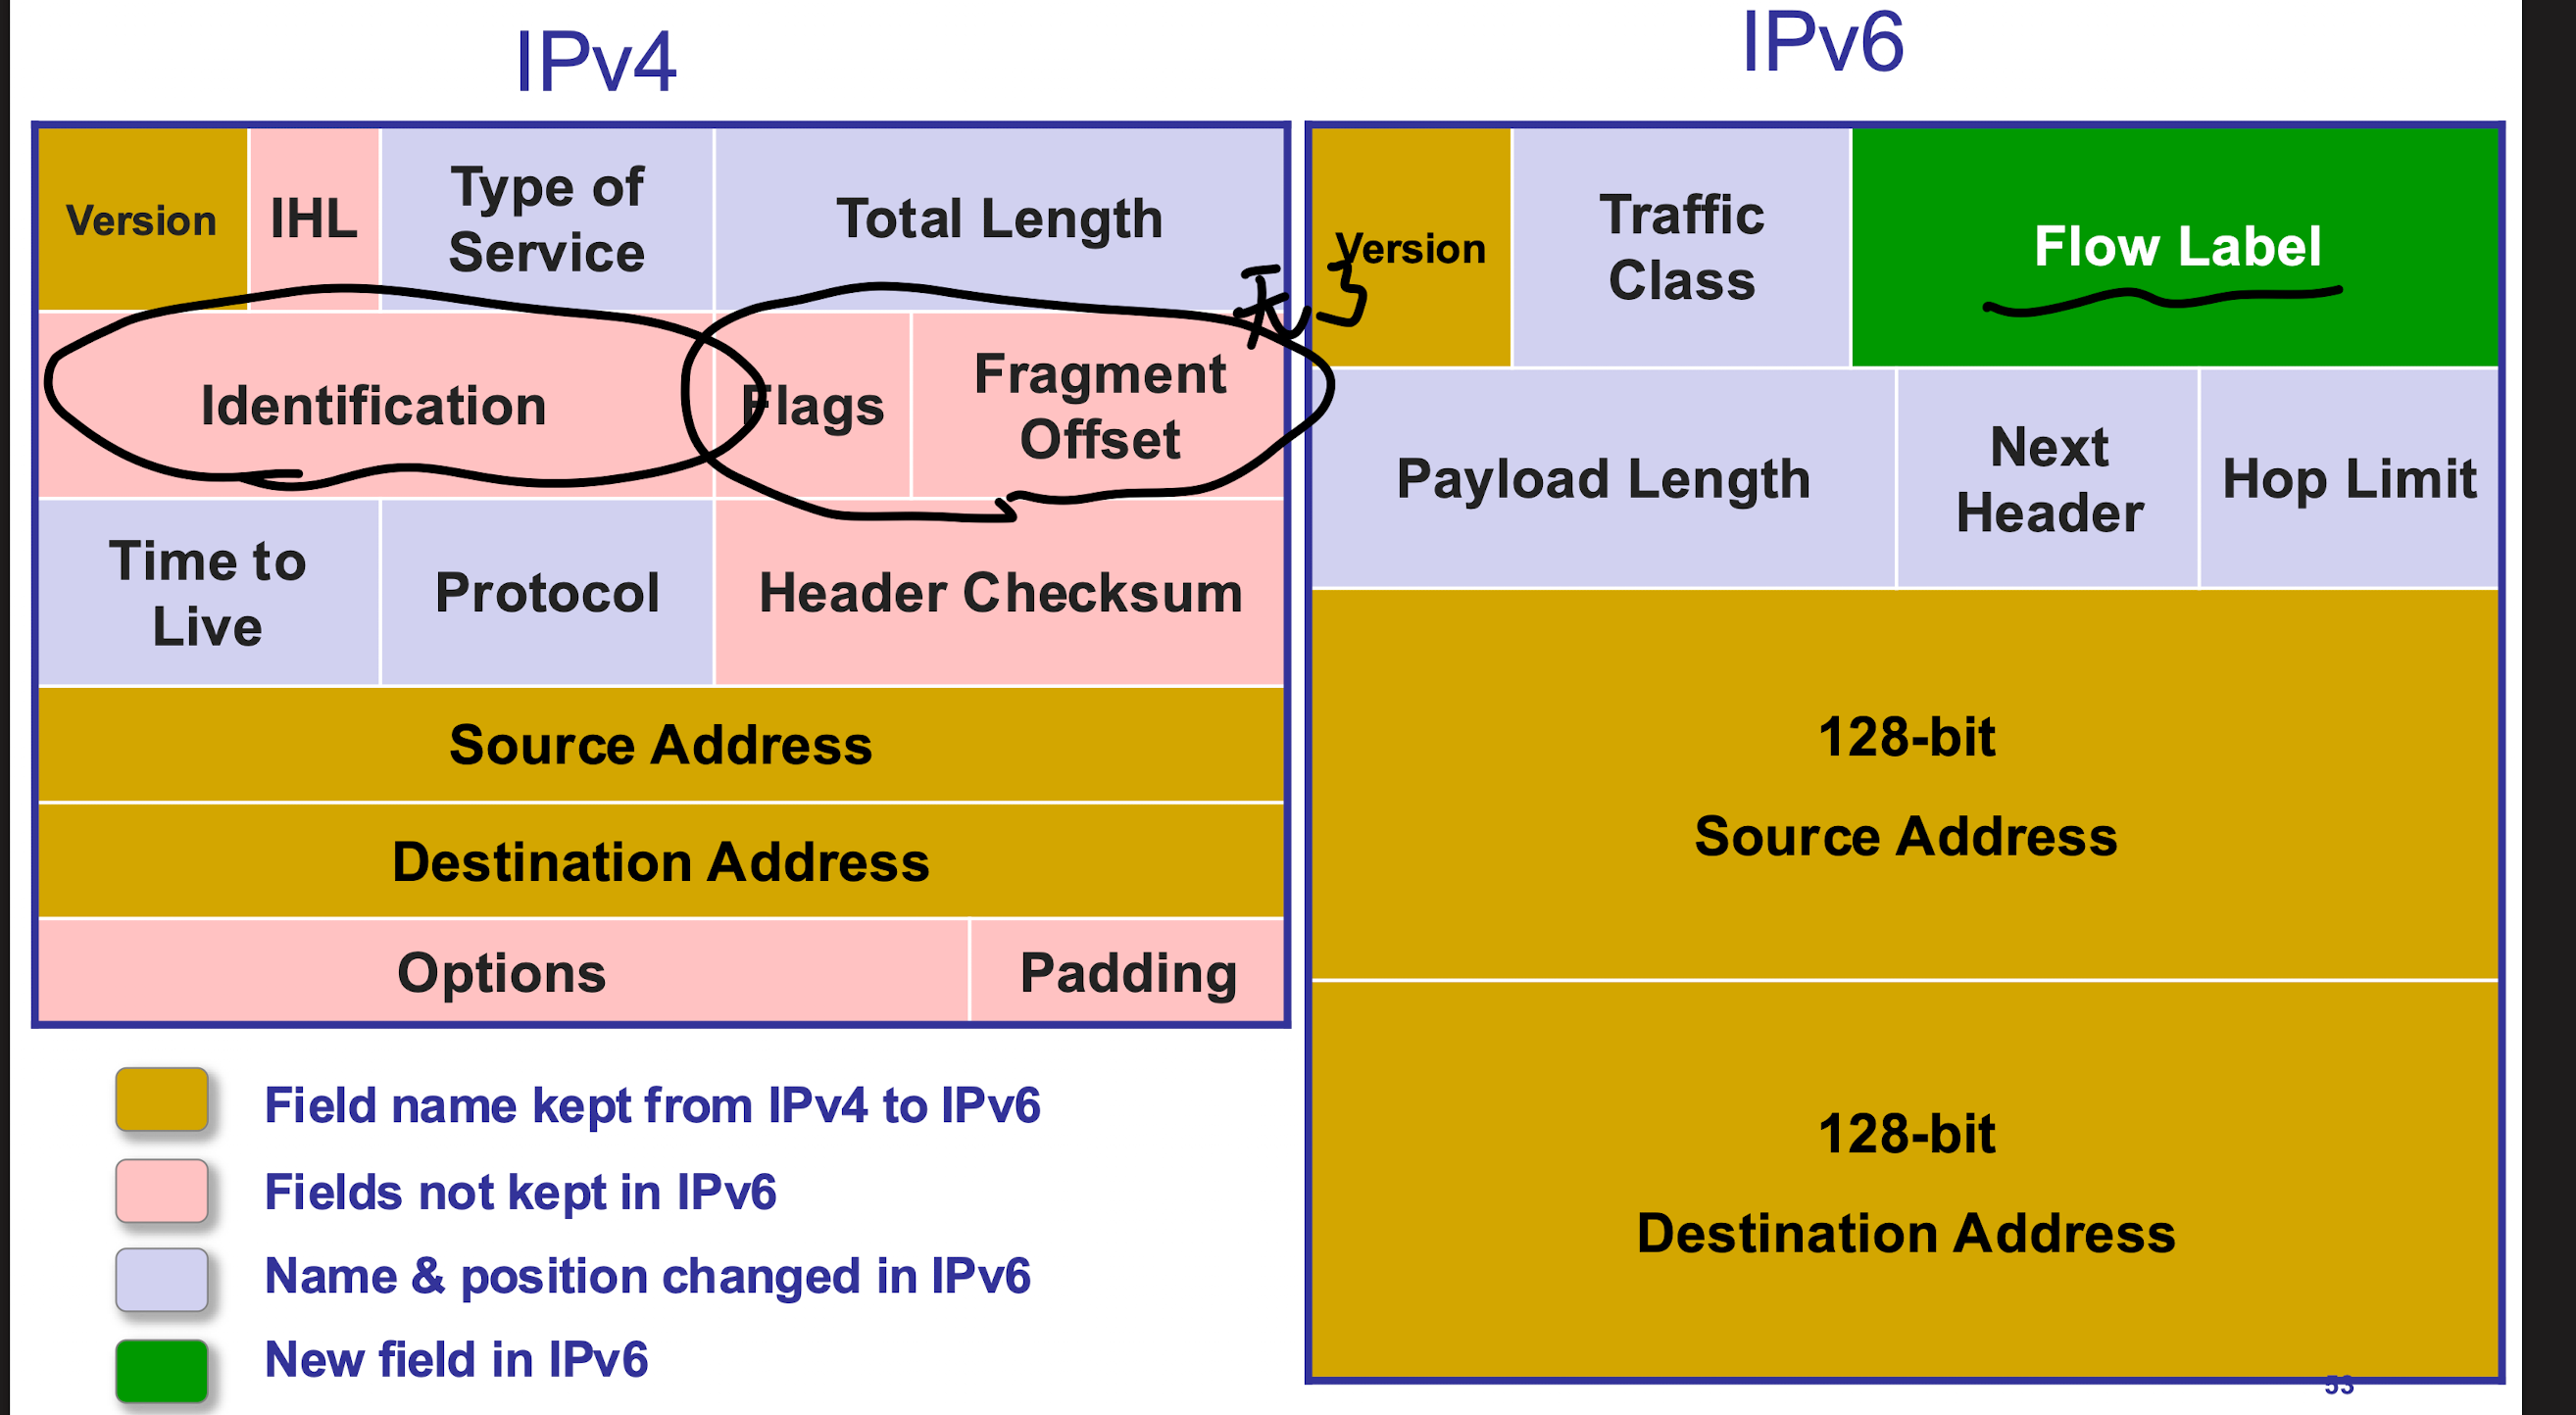 IPv4
IPv6
Version
IHL
Type of
Service
Total Length
Identification
Flags
Fragment
Offset
Time to
Live
Protocol
Header Checksum
Source Address
Destination Address
Options
Padding
Version
Traffic
Class
Flow Label
Payload Length
Next
Header
Hop Limit
128-bit
Source Address
128-bit
Destination Address
Field name kept from IPv4 to IPv6
Fields not kept in IPv6
Name & position changed in IPv6
New field in IPv6
53